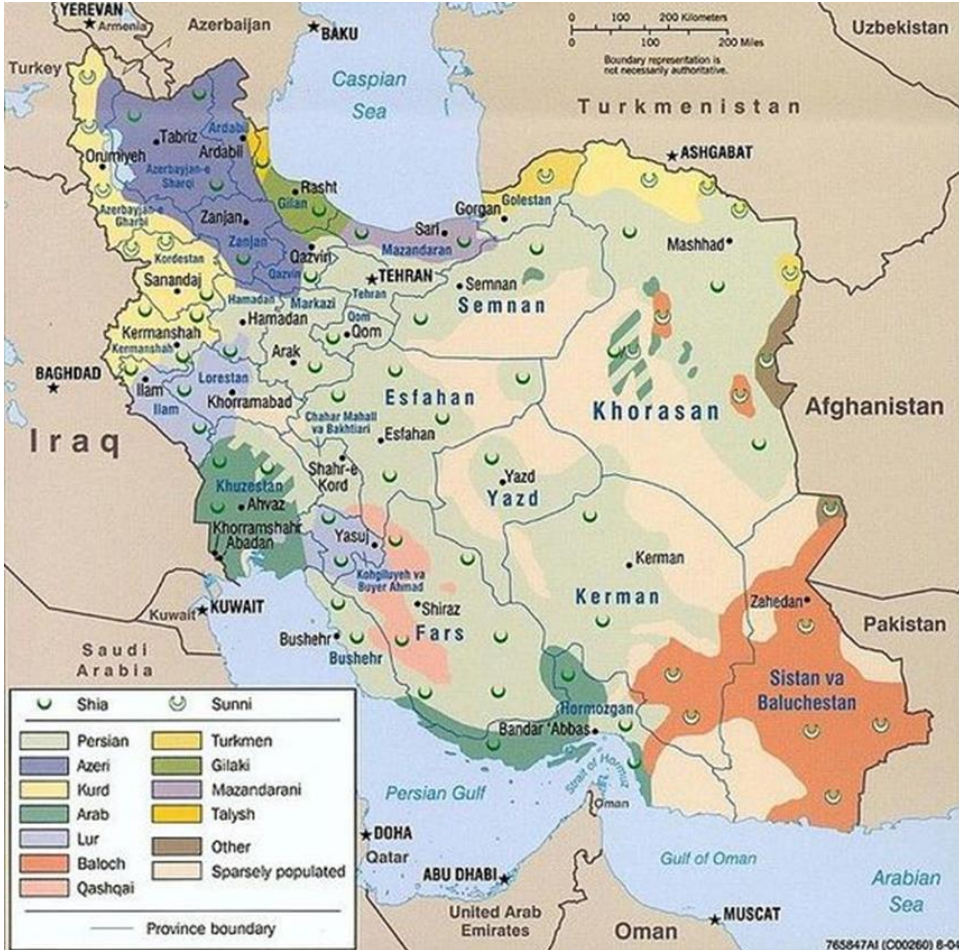 YEREVAN
Armenia
Azerbaijan
BAKU
0 100 200 Kilometers
0 100 200 Miles
Boundary representation is
not necessarily authoritative.
Uzbekistan
Turkey
Caspian
Sea
Turkmenistan
ASHGABAT
Tabriz
Ardabil
Ardabil
Orumiyeh
Azerbayjan-e
Sharqi
Rasht
Gilan
Gorgan
Golestan
Azerbayjan-e
Gharbi
Zanjan
Zanjan
Sari
Mazandaran
Mashhad
Kordestan
Qazvin
Qazvin
TEHRAN
Tehran
Sanandaj
Semnan
Semnan
Hamadan
Markazi
Hamadan
Qom
Qom
Kermanshah
Kermanshah
Arak
BAGHDAD
Ilam
Ilam
Lorestan
Khorramabad
Esfahan
Esfahan
Khorasan
Afghanistan
Iraq
Chahar Mahall
va Bakhtiari
Shahr-e
Kord
Yazd
Yazd
Khuzestan
Ahvaz
Khorramshahr
Abadan
Yasuj
Kohgiluyeh va
Buyer Ahmad
Kerman
Kerman
Kuwait
KUWAIT
Shiraz
Fars
Zahedan
Pakistan
Saudi
Arabia
Bushehr
Bushehr
Sistan va
Baluchestan
Hormozgan
Bandar 'Abbas
Strait of Hormuz
Oman
Persian Gulf
DOHA
Qatar
ABU DHABI
United Arab
Emirates
Gulf of Oman
MUSCAT
Oman
Arabian
Sea
Shia
Sunni
Persian
Azeri
Kurd
Arab
Lur
Baloch
Qashqai
Turkmen
Gilaki
Mazandarani
Talysh
Other
Sparsely populated
Province boundary
765847AI (C00260) 8-04